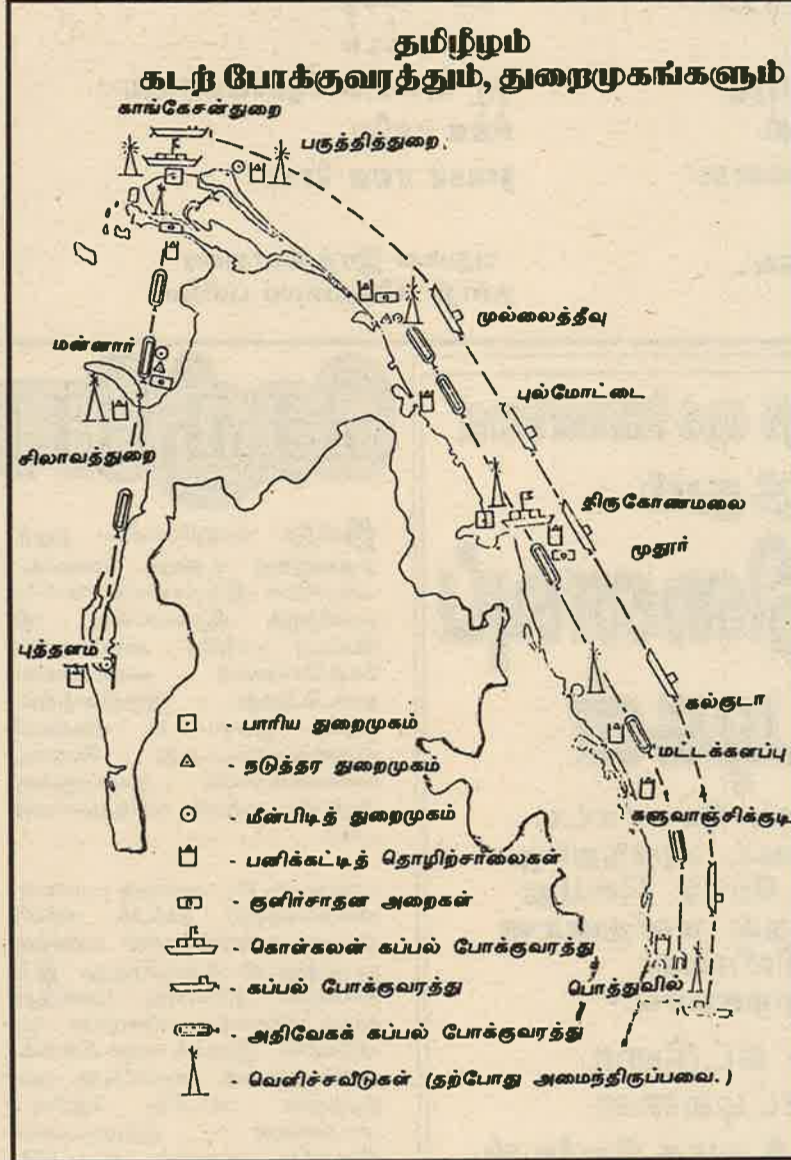 தமிழீழம்
கடற் போக்குவரத்தும், துறைமுகங்களும்
காங்கேசன்துறை
பருத்தித்துறை
முல்லைத்தீவு
மன்னார்
புல்மோட்டை
சிலாவத்துறை
திருகோணமலை
மூதூர்
புத்தளம்
கல்குடா
மட்டக்களப்பு
களுவாஞ்சிக்குடி
பொத்துவில்
- பாரிய துறைமுகம்
- நடுத்தர துறைமுகம்
- மீன்பிடித் துறைமுகம்
- பனிக்கட்டித் தொழிற்சாலைகள்
- குளிர்சாதன அறைகள்
- கொள்கலன் கப்பல் போக்குவரத்து
- கப்பல் போக்குவரத்து
- அதிவேகக் கப்பல் போக்குவரத்து
- வெளிச்சவீடுகள் (தற்போது அமைந்திருப்பவை.)